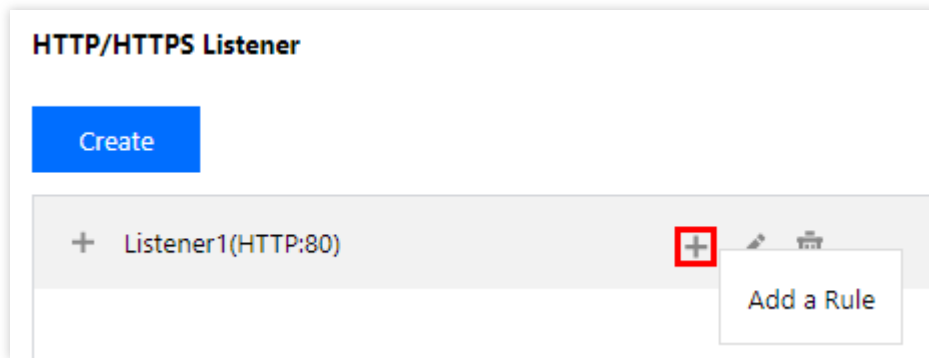 HTTP/HTTPS Listener
Create
Listener1(HTTP:80)
Add a Rule